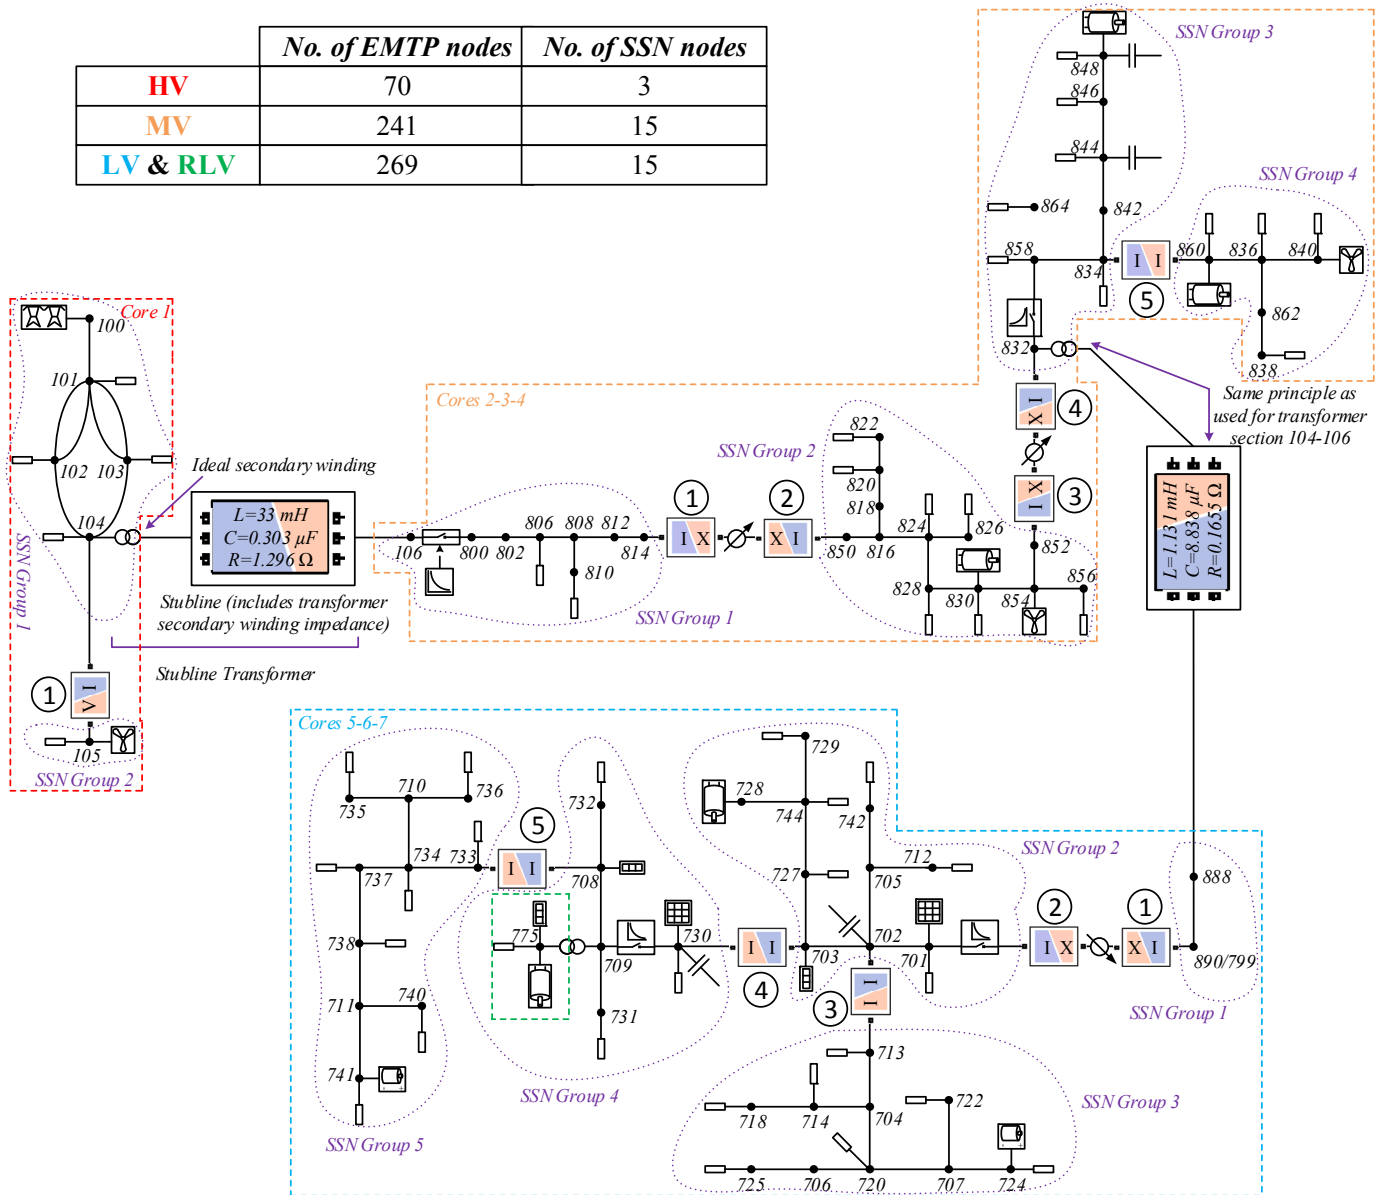 No. of EMTP nodes No. of SSN nodes
HV 70 3
MV 241 15
LV & RLV 269 15
SSN Group 3
848
846
844
864
842
858
834
I I
5
832
SSN Group 4
860
836
840
862
838
Same principle as
used for transformer
section 104-106
L=1.131 mH
C=8.838 µF
R=0.1655 Ω
Core 1
100
101
102
103
104
SSN Group 1
Ideal secondary winding
L=33 mH
C=0.303 µF
R=1.296 Ω
Stubline (includes transformer
secondary winding impedance)
Stubline Transformer
1
V I
105
SSN Group 2
Cores 2-3-4
106
800
802
806
808
812
814
810
SSN Group 1
1
I X
2
X I
SSN Group 2
822
820
818
850
816
824
826
828
830
854
856
852
3
X I
4
X I
Cores 5-6-7
735
710
736
737
734
733
738
711
740
741
SSN Group 5
5
I I
732
708
775
709
730
731
SSN Group 4
4
I I
729
728
744
727
703
742
705
712
702
701
SSN Group 2
2
I X
1
X I
888
890/799
SSN Group 1
3
I I
713
718
714
704
722
725
706
720
707
724
SSN Group 3